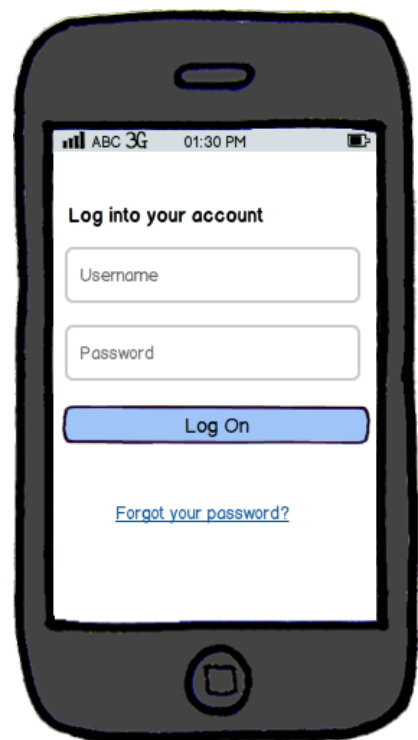 ABC 3G 01:30 PM
Log into your account
Username
Password
Log On
Forgot your password?